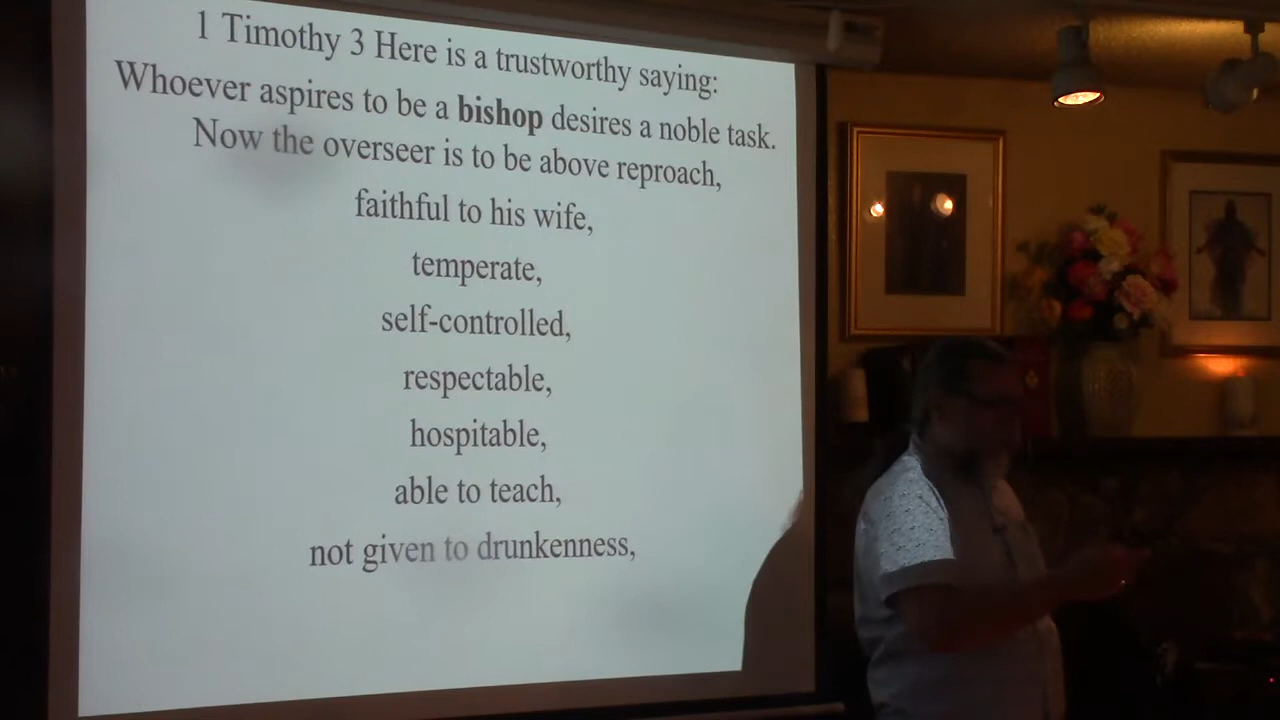 1 Timothy 3 Here is a trustworthy saying:
Whoever aspires to be a bishop desires a noble task.
Now the overseer is to be above reproach,
faithful to his wife,
temperate,
self-controlled,
respectable,
hospitable,
able to teach,
not given to drunkenness,